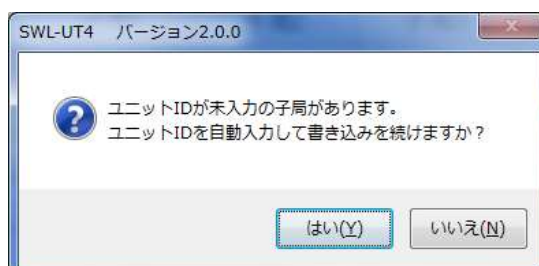 SWL-UT4 バージョン2.0.0
ユニットIDが未入力の子局があります。
ユニットIDを自動入力して書き込みを続けますか？
はい(Y)
いいえ(N)